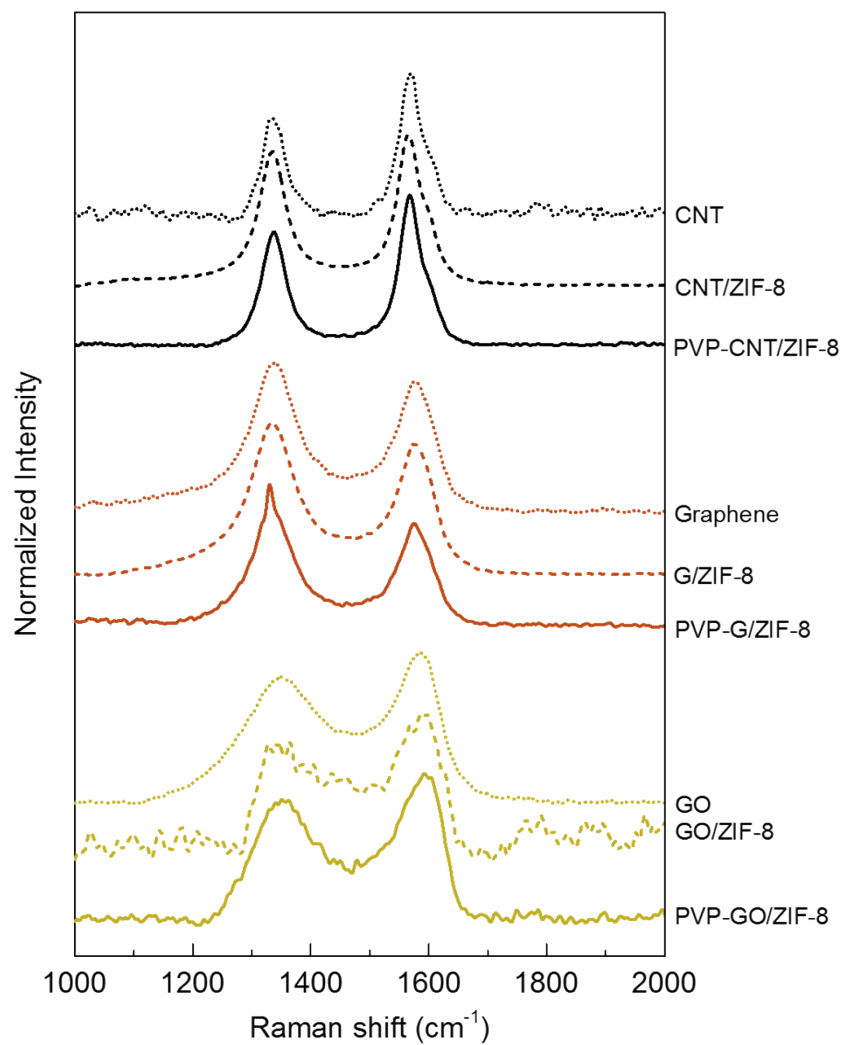 CNT
CNT/ZIF-8
PVP-CNT/ZIF-8
Graphene
G/ZIF-8
PVP-G/ZIF-8
GO
GO/ZIF-8
PVP-GO/ZIF-8
Normalized Intensity
1000 1200 1400 1600 1800 2000
Raman shift (cm⁻¹)